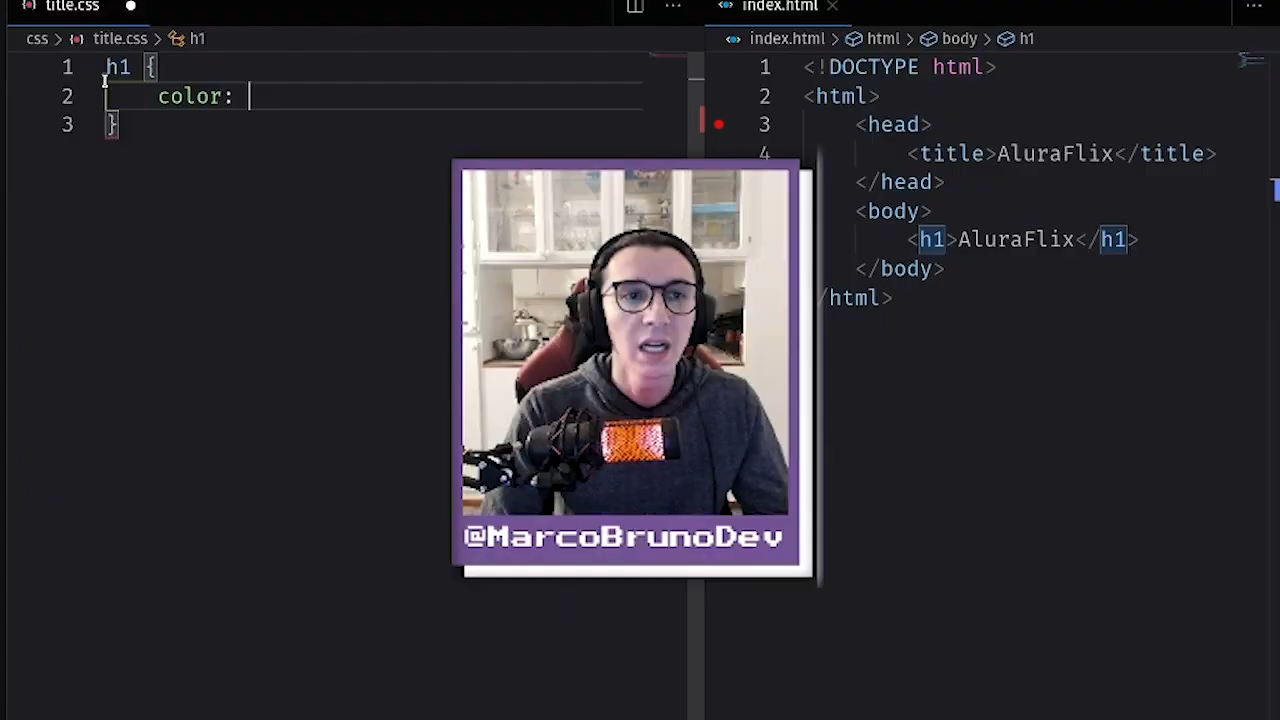 title.css
css > title.css > h1
1 h1 {
2 color:
3 }
index.html
index.html > html > body > h1
1 <!DOCTYPE html>
2 <html>
3 <head>
4 <title>AluraFlix</title>
</head>
<body>
<h1>AluraFlix</h1>
</body>
/html>
@MarcoBrunoDev